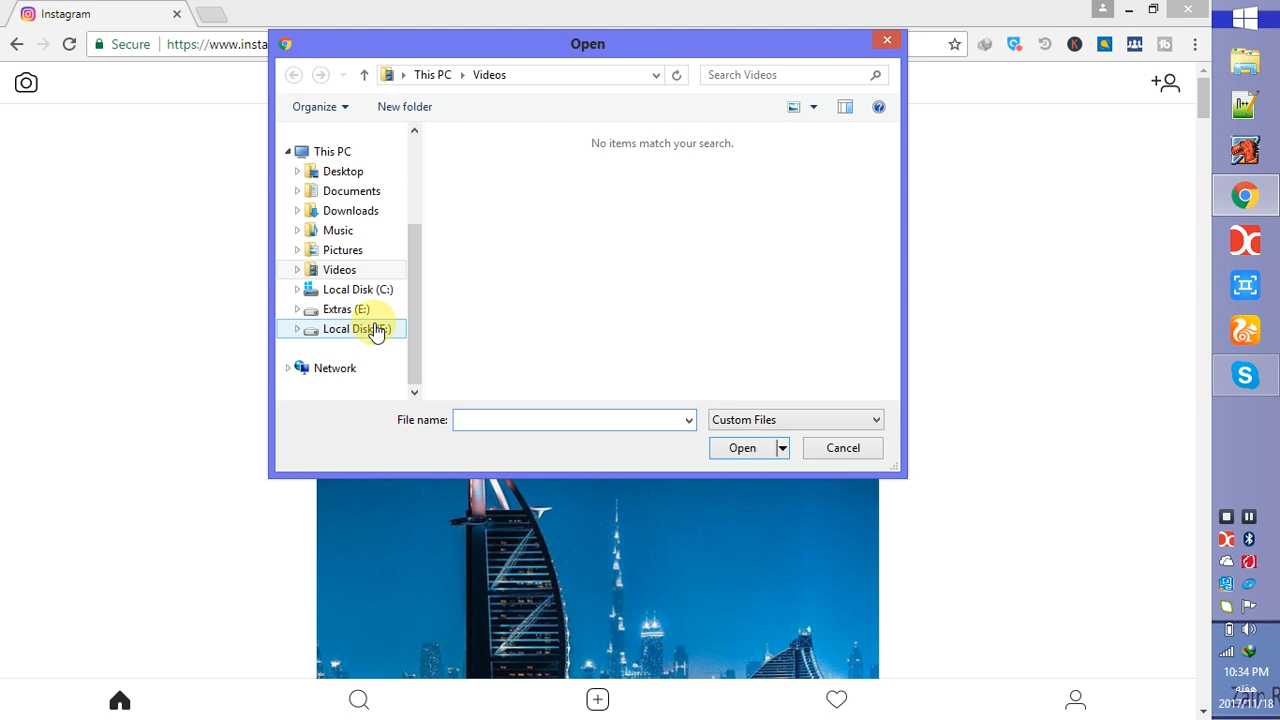 Instagram
Secure
https://www.insta
Open
This PC
Videos
Search Videos
Organize
New folder
This PC
Desktop
Documents
Downloads
Music
Pictures
Videos
Local Disk (C:)
Extras (E:)
Local Disk
Network
No items match your search.
File name:
Custom Files
Open
Cancel
10:34 PM
2017/11/18